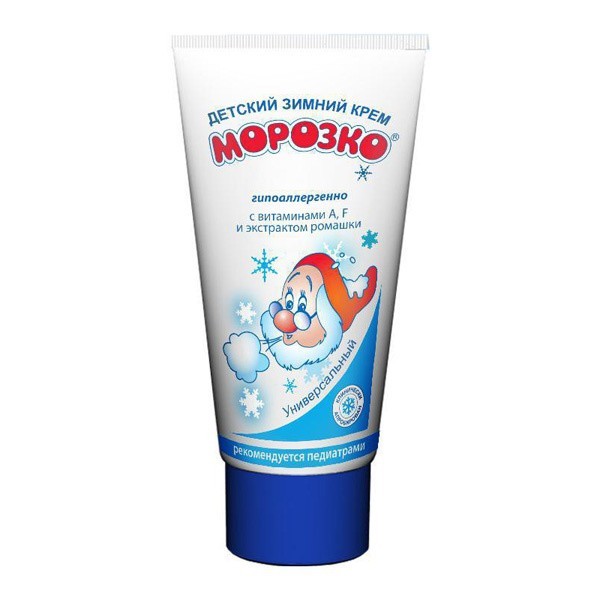 ДЕТСКИЙ ЗИМНИЙ КРЕМ
МОРОЗКО®
гипоаллергенно
с витаминами A, F
и экстрактом ромашки
Универсальный
рекомендуется педиатрами